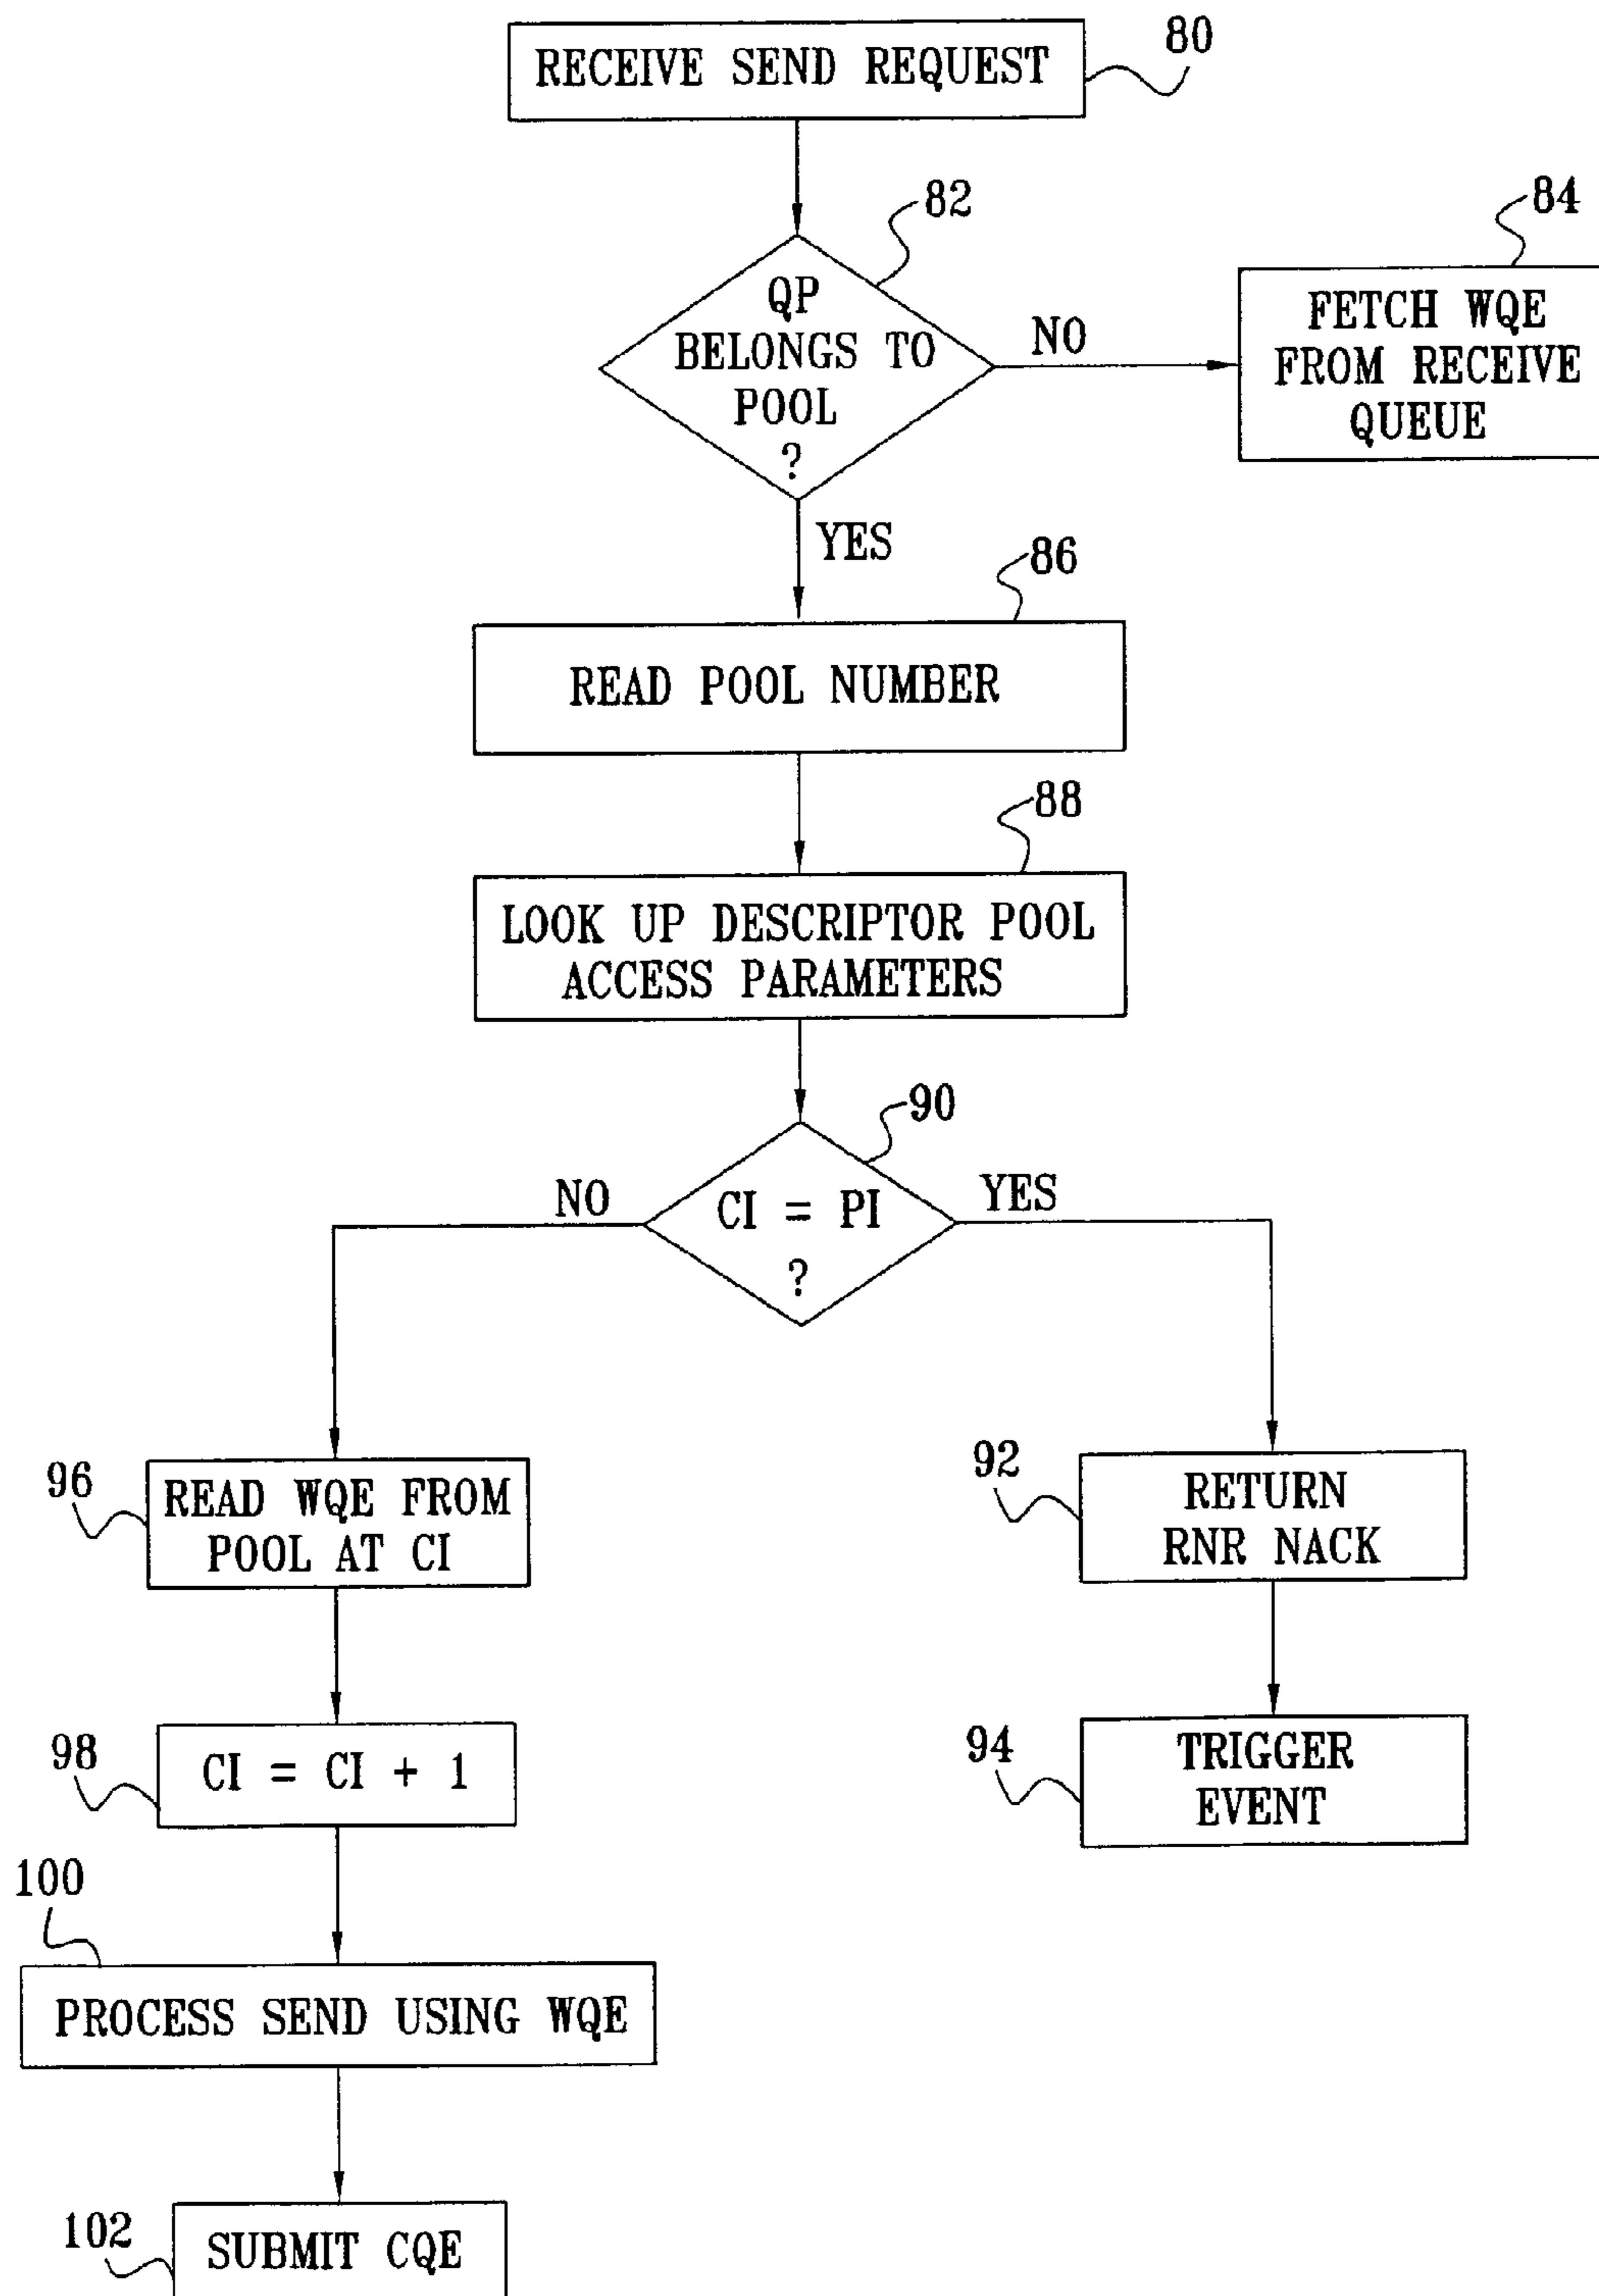 RECEIVE SEND REQUEST
80
82
QP
BELONGS TO
POOL
?
NO
84
FETCH WQE
FROM RECEIVE
QUEUE
YES
86
READ POOL NUMBER
88
LOOK UP DESCRIPTOR POOL
ACCESS PARAMETERS
90
CI = PI
?
NO
YES
96
READ WQE FROM
POOL AT CI
92
RETURN
RNR NACK
98
CI = CI + 1
94
TRIGGER
EVENT
100
PROCESS SEND USING WQE
102
SUBMIT CQE